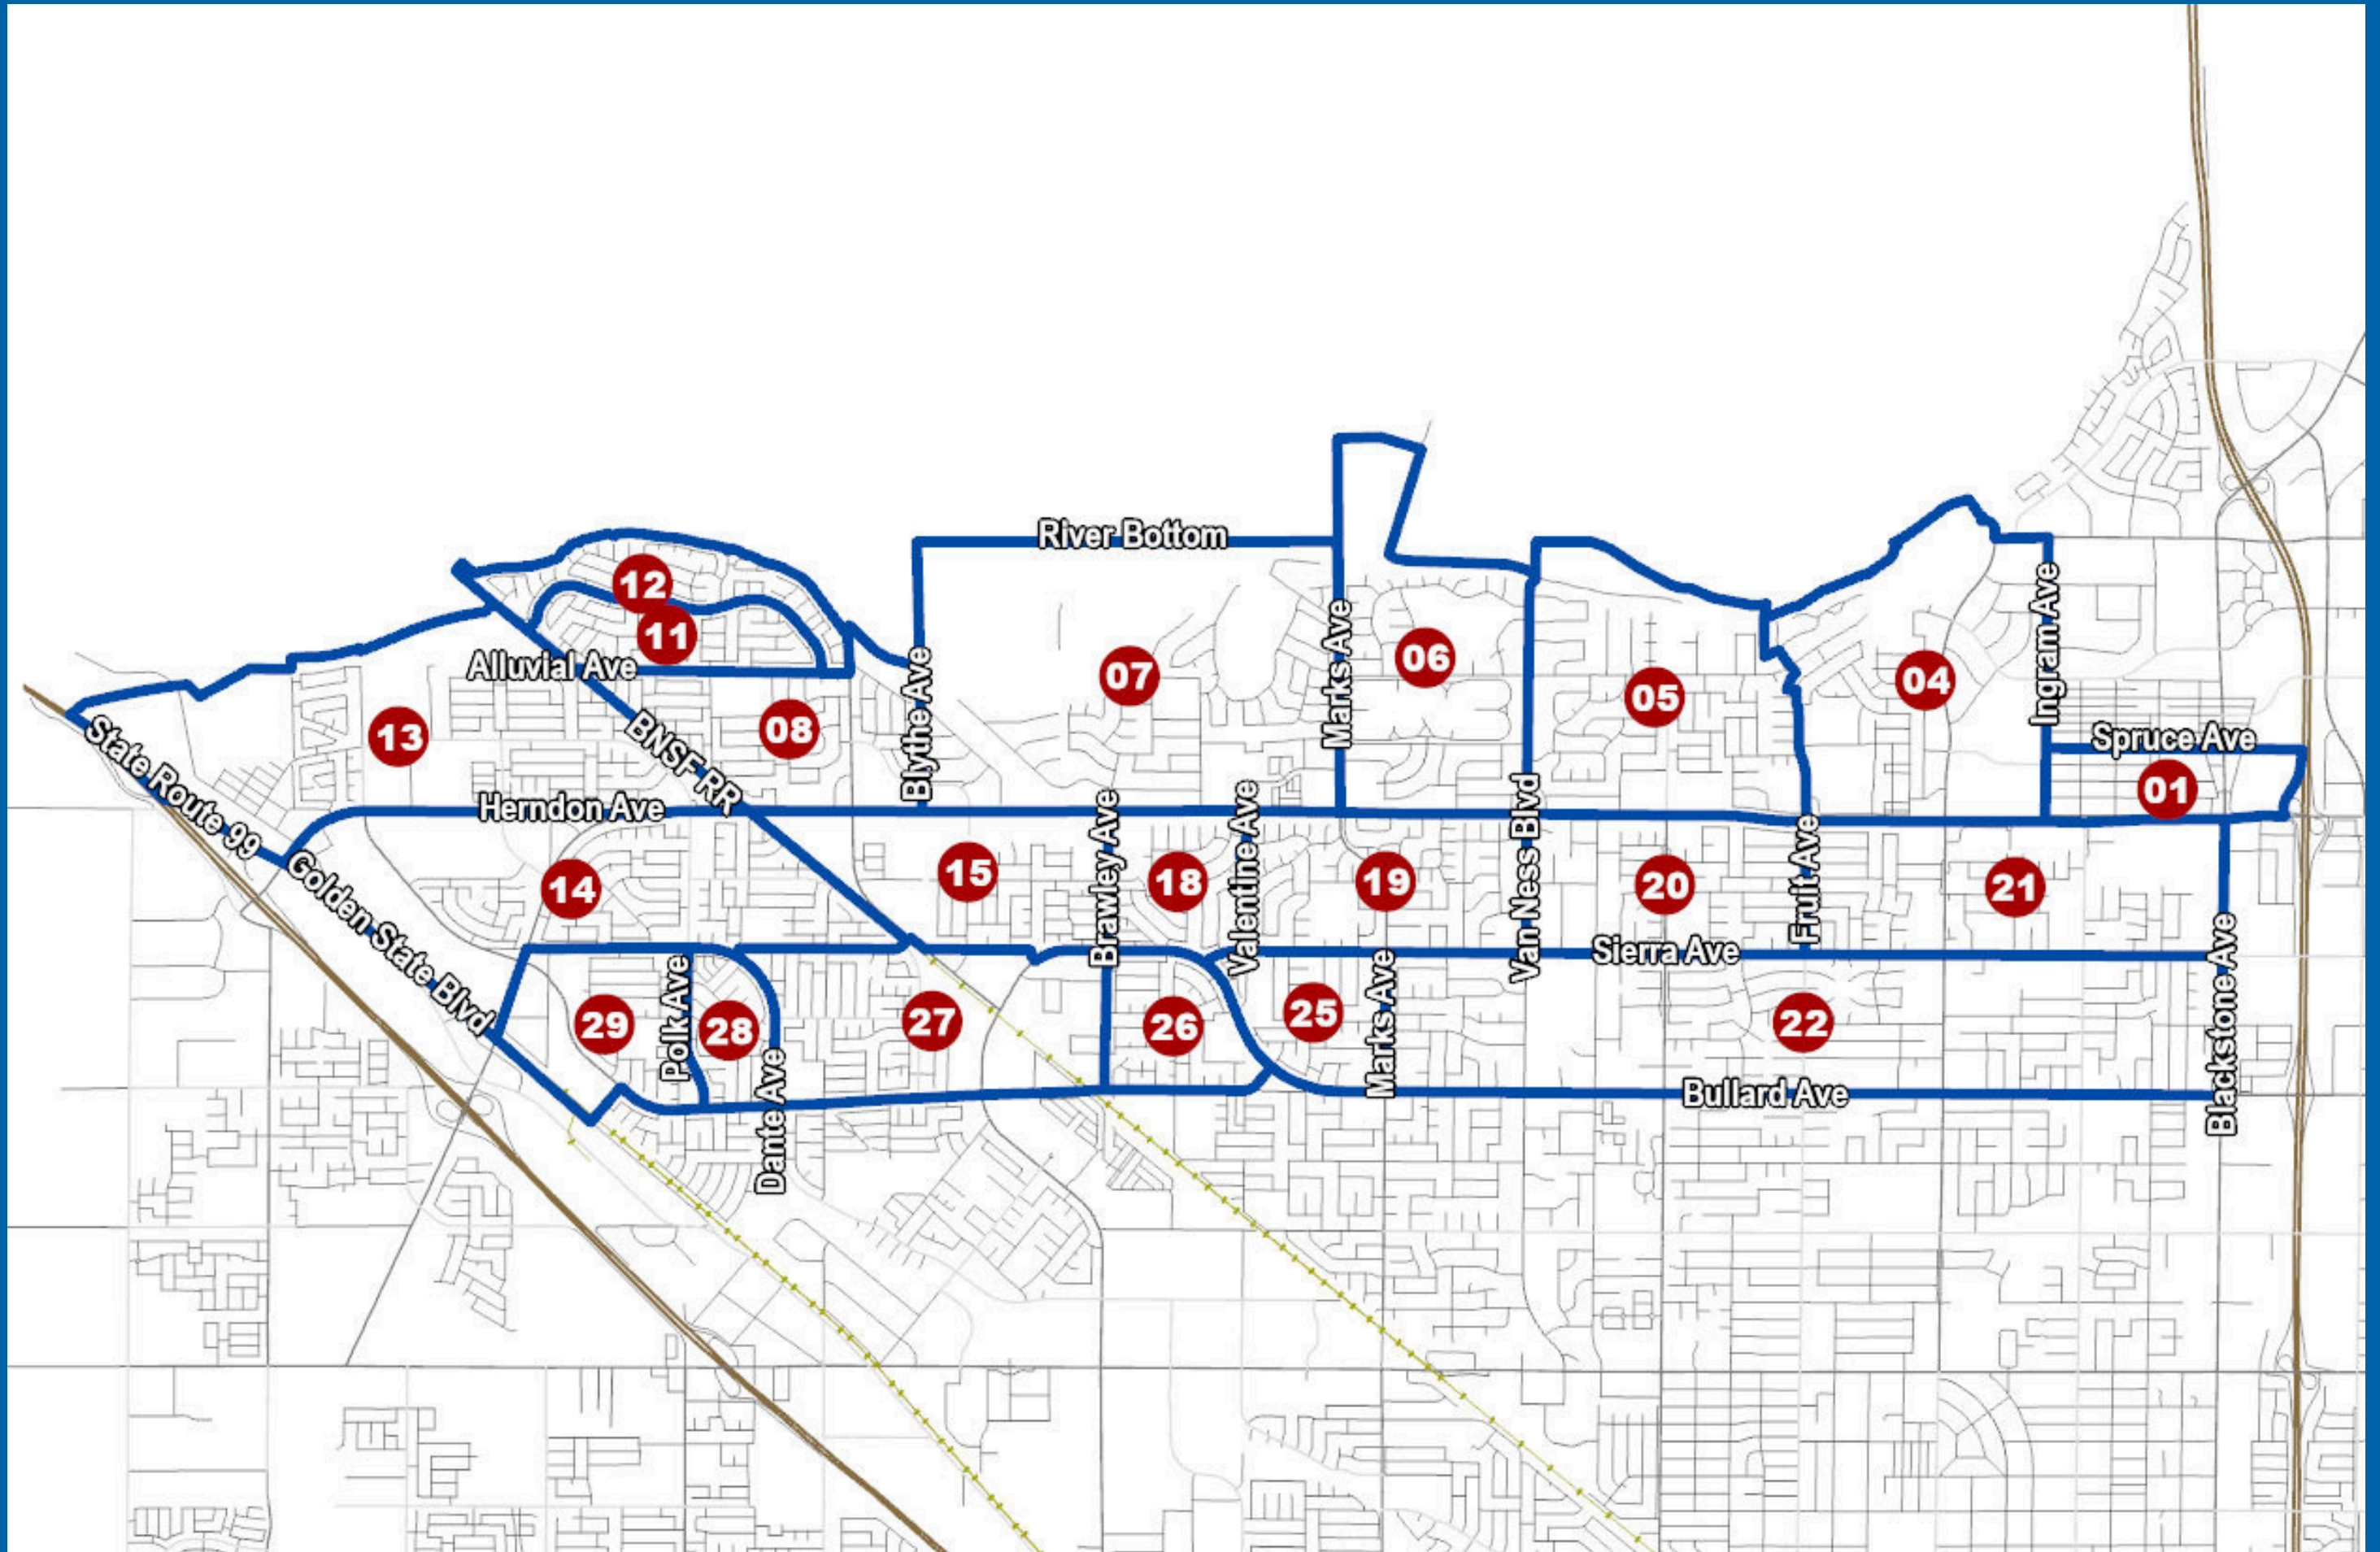 River Bottom
12
11
Alluvial Ave
13
08
BNSF RR
Blythe Ave
07
Marks Ave
06
05
04
Ingram Ave
Spruce Ave
01
State Route 99
Herndon Ave
Golden State Blvd
14
15
Brawley Ave
18
Valentine Ave
19
Van Ness Blvd
20
Fruit Ave
21
Sierra Ave
Blackstone Ave
29
Polk Ave
28
Dante Ave
27
26
25
Marks Ave
22
Bullard Ave